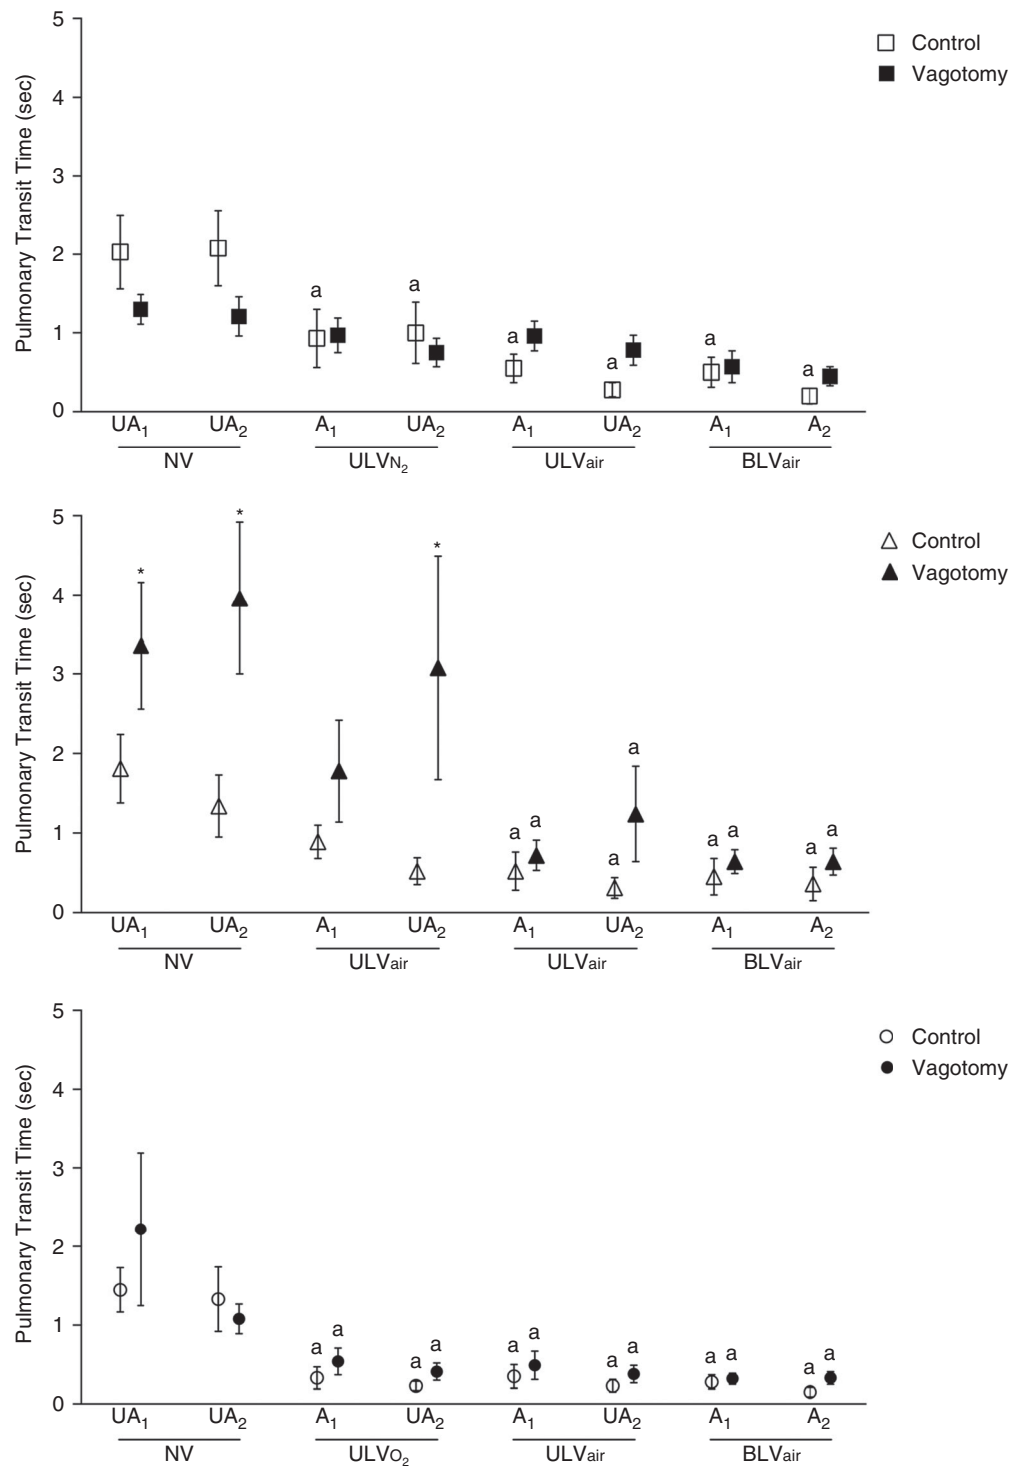 Pulmonary Transit Time (sec)
5
4
3
2
1
0
Control
Vagotomy
a
a
a
a
a
a
UA1 UA2 A1 UA2 A1 UA2 A1 A2
NV ULVN2 ULVair BLVair
Pulmonary Transit Time (sec)
5
4
3
2
1
0
Control
Vagotomy
*
*
*
a
a
a
a
a
a
a
a
UA1 UA2 A1 UA2 A1 UA2 A1 A2
NV ULVair ULVair BLVair
Pulmonary Transit Time (sec)
5
4
3
2
1
0
Control
Vagotomy
a
a
a
a
a
a
a
a
a
a
a
a
UA1 UA2 A1 UA2 A1 UA2 A1 A2
NV ULVO2 ULVair BLVair